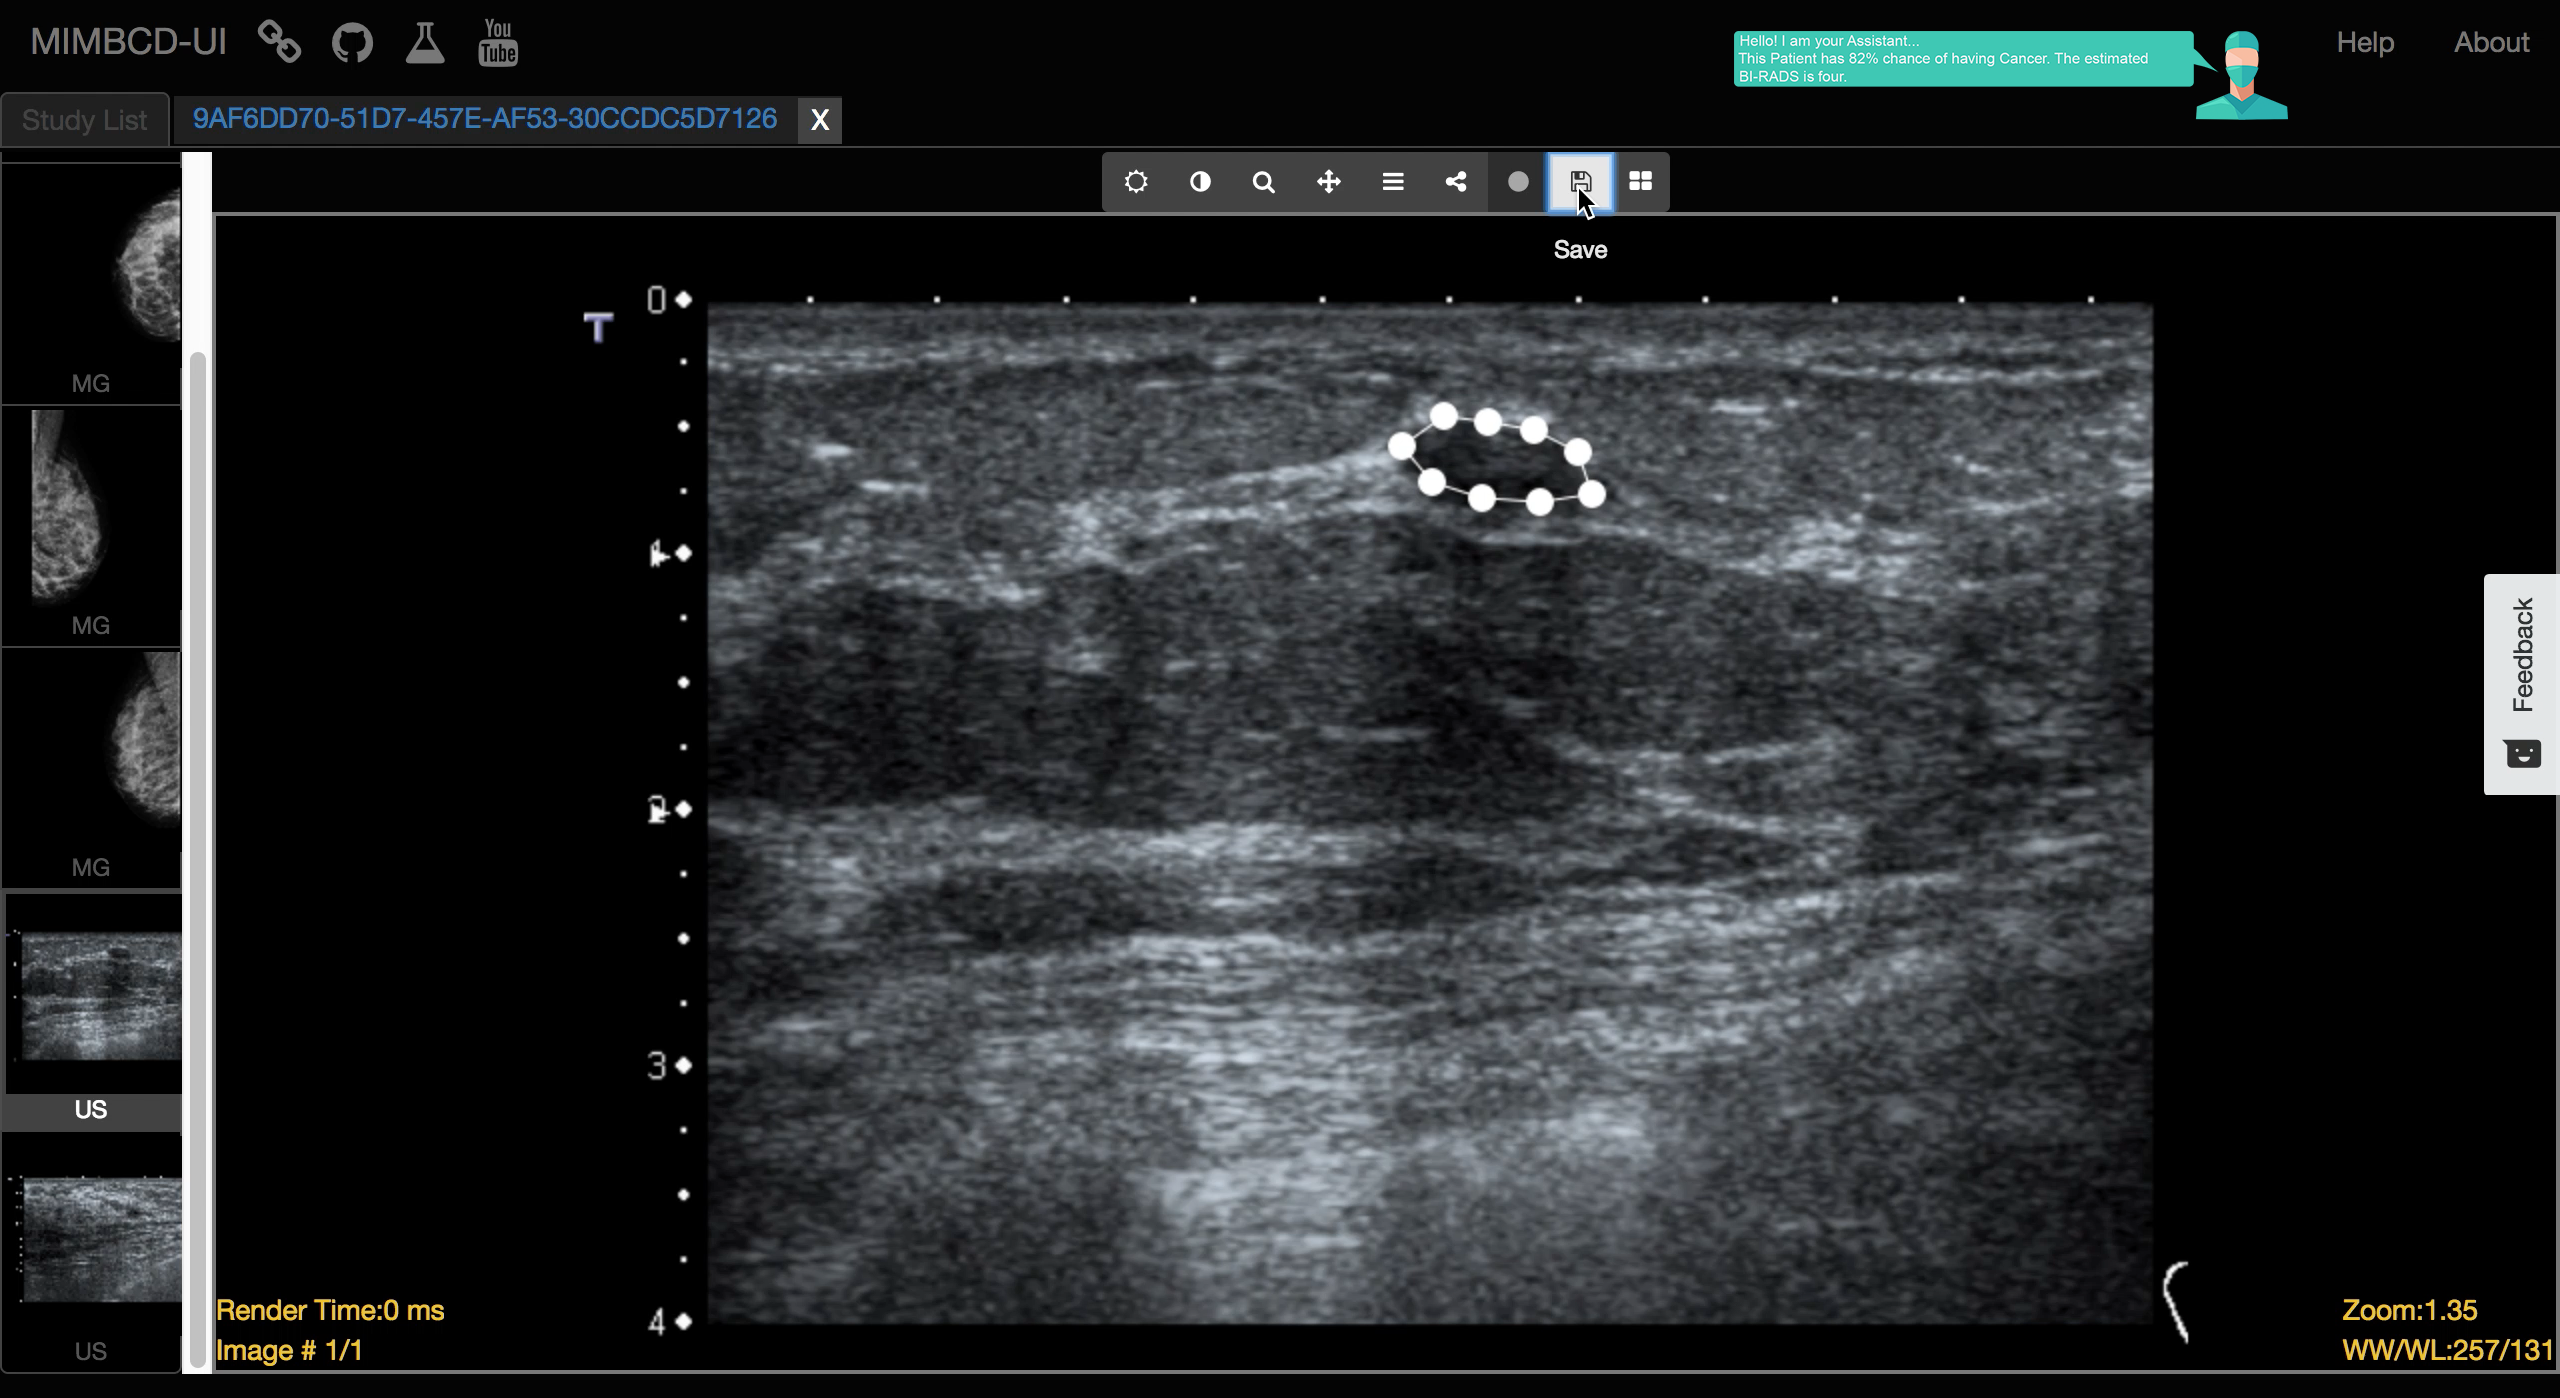 MIMBCD-UI
You
Tube
Hello! I am your Assistant...
This Patient has 82% chance of having Cancer. The estimated
BI-RADS is four.
Help
About
Study List
9AF6DD70-51D7-457E-AF53-30CCDC5D7126
X
Save
T
0
1
2
3
4
MG
MG
MG
US
US
Feedback
Render Time:0 ms
Image # 1/1
Zoom:1.35
WW/WL:257/131